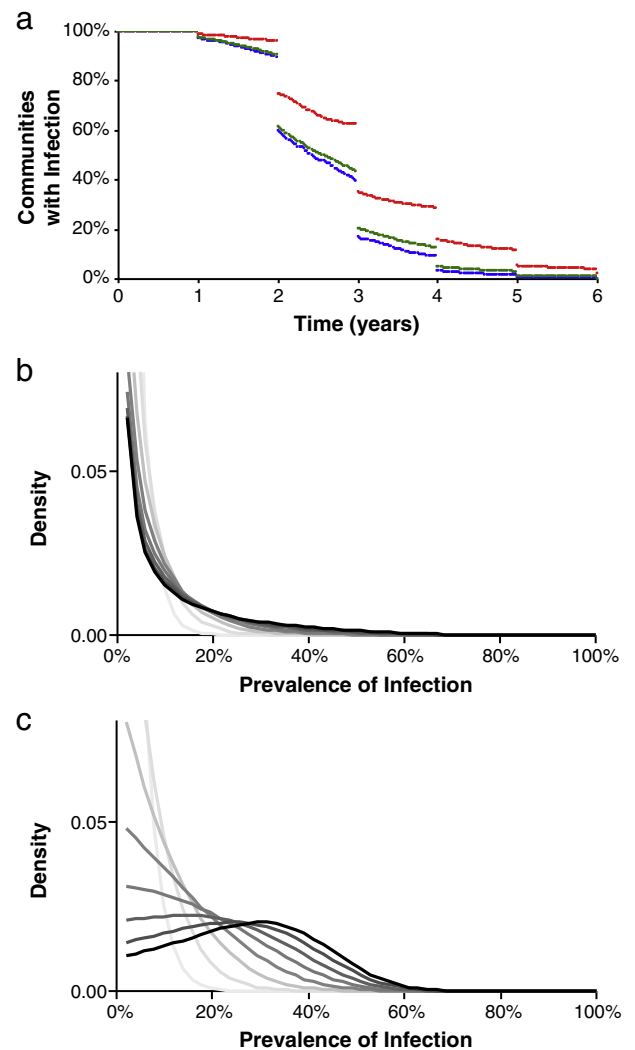 a
Communities
with Infection
100%
80%
60%
40%
20%
0%
0 1 2 3 4 5 6
Time (years)
b
Density
0.05
0.00
0% 20% 40% 60% 80% 100%
Prevalence of Infection
c
Density
0.05
0.00
0% 20% 40% 60% 80% 100%
Prevalence of Infection